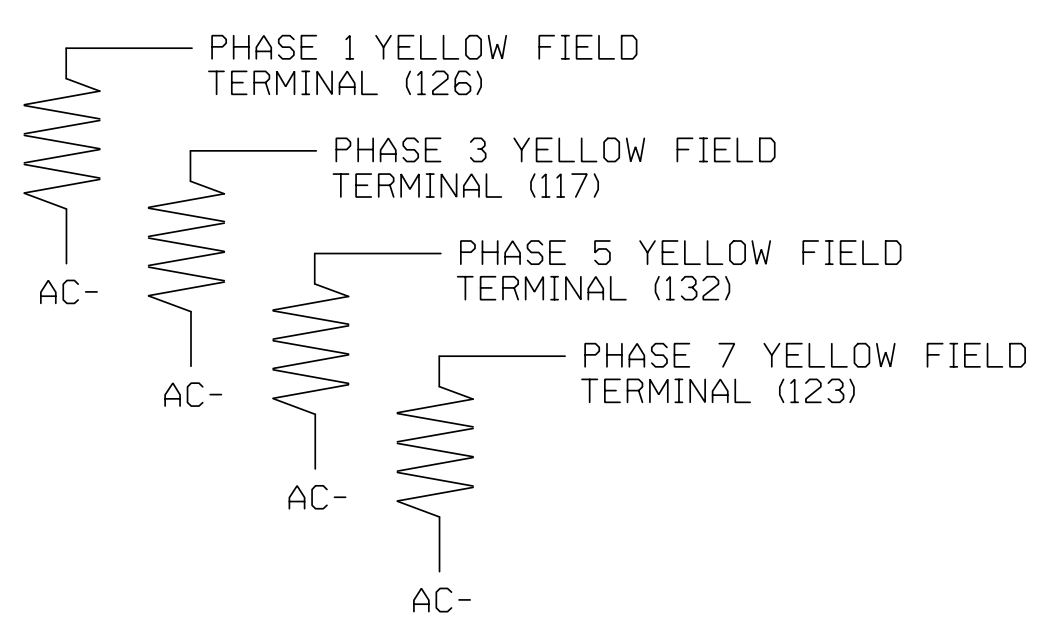 PHASE 1 YELLOW FIELD
TERMINAL (126)
AC-
PHASE 3 YELLOW FIELD
TERMINAL (117)
AC-
PHASE 5 YELLOW FIELD
TERMINAL (132)
AC-
PHASE 7 YELLOW FIELD
TERMINAL (123)
AC-